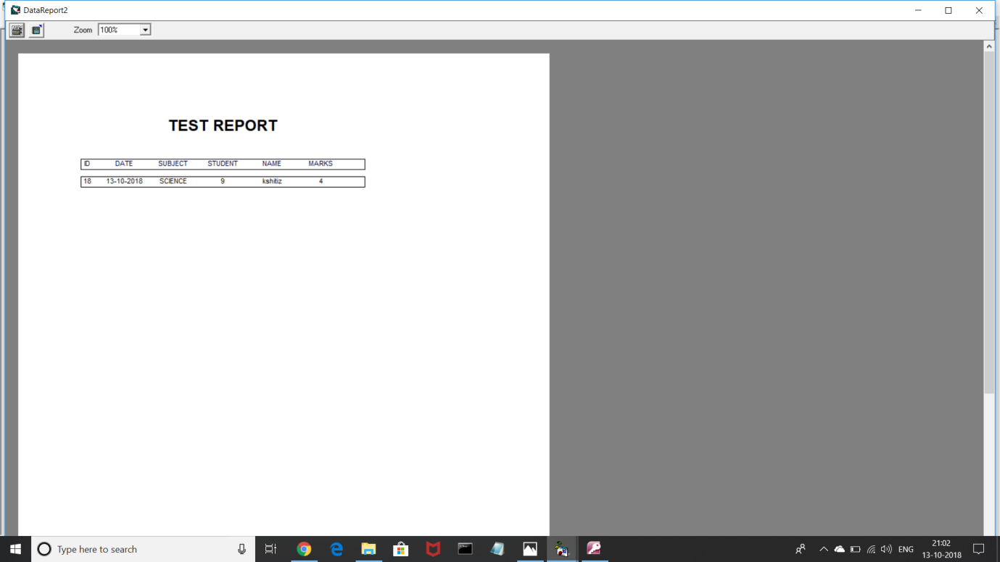 DataReport2
Zoom 100%
TEST REPORT
ID DATE SUBJECT STUDENT NAME MARKS
18 13-10-2018 SCIENCE 9 kshitiz 4
Type here to search
ENG
21:02
13-10-2018